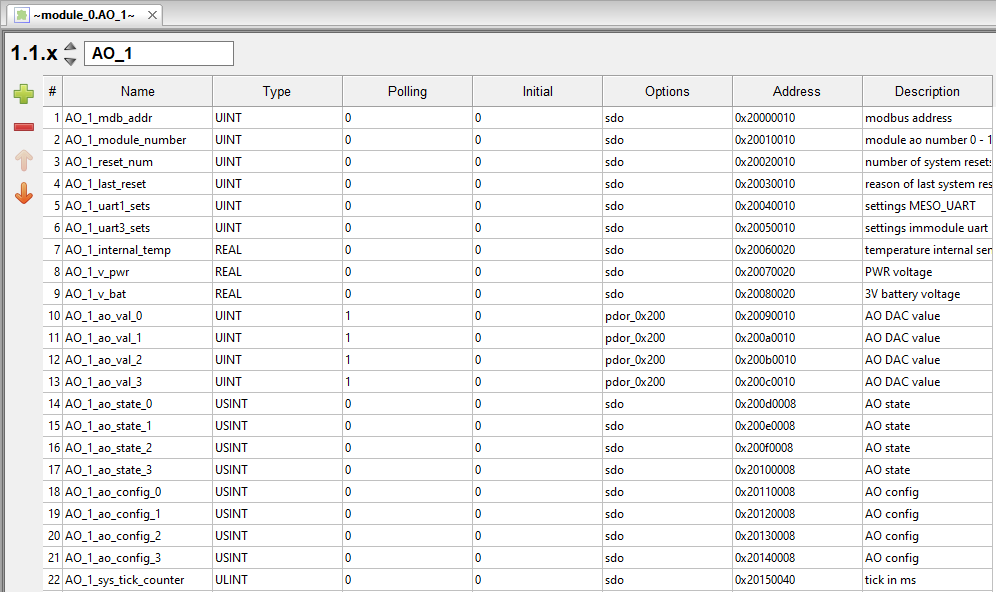 ~module_0.AO_1~
1.1.x AO_1
# Name Type Polling Initial Options Address Description
1 AO_1_mdb_addr UINT 0 0 sdo 0x20000010 modbus address
2 AO_1_module_number UINT 0 0 sdo 0x20010010 module ao number 0 - 1
3 AO_1_reset_num UINT 0 0 sdo 0x20020010 number of system resets
4 AO_1_last_reset UINT 0 0 sdo 0x20030010 reason of last system res
5 AO_1_uart1_sets UINT 0 0 sdo 0x20040010 settings MESO_UART
6 AO_1_uart3_sets UINT 0 0 sdo 0x20050010 settings immodule uart
7 AO_1_internal_temp REAL 0 0 sdo 0x20060020 temperature internal sen
8 AO_1_v_pwr REAL 0 0 sdo 0x20070020 PWR voltage
9 AO_1_v_bat REAL 0 0 sdo 0x20080020 3V battery voltage
10 AO_1_ao_val_0 UINT 1 0 pdor_0x200 0x20090010 AO DAC value
11 AO_1_ao_val_1 UINT 1 0 pdor_0x200 0x200a0010 AO DAC value
12 AO_1_ao_val_2 UINT 1 0 pdor_0x200 0x200b0010 AO DAC value
13 AO_1_ao_val_3 UINT 1 0 pdor_0x200 0x200c0010 AO DAC value
14 AO_1_ao_state_0 USINT 0 0 sdo 0x200d0008 AO state
15 AO_1_ao_state_1 USINT 0 0 sdo 0x200e0008 AO state
16 AO_1_ao_state_2 USINT 0 0 sdo 0x200f0008 AO state
17 AO_1_ao_state_3 USINT 0 0 sdo 0x20100008 AO state
18 AO_1_ao_config_0 USINT 0 0 sdo 0x20110008 AO config
19 AO_1_ao_config_1 USINT 0 0 sdo 0x20120008 AO config
20 AO_1_ao_config_2 USINT 0 0 sdo 0x20130008 AO config
21 AO_1_ao_config_3 USINT 0 0 sdo 0x20140008 AO config
22 AO_1_sys_tick_counter ULINT 0 0 sdo 0x20150040 tick in ms